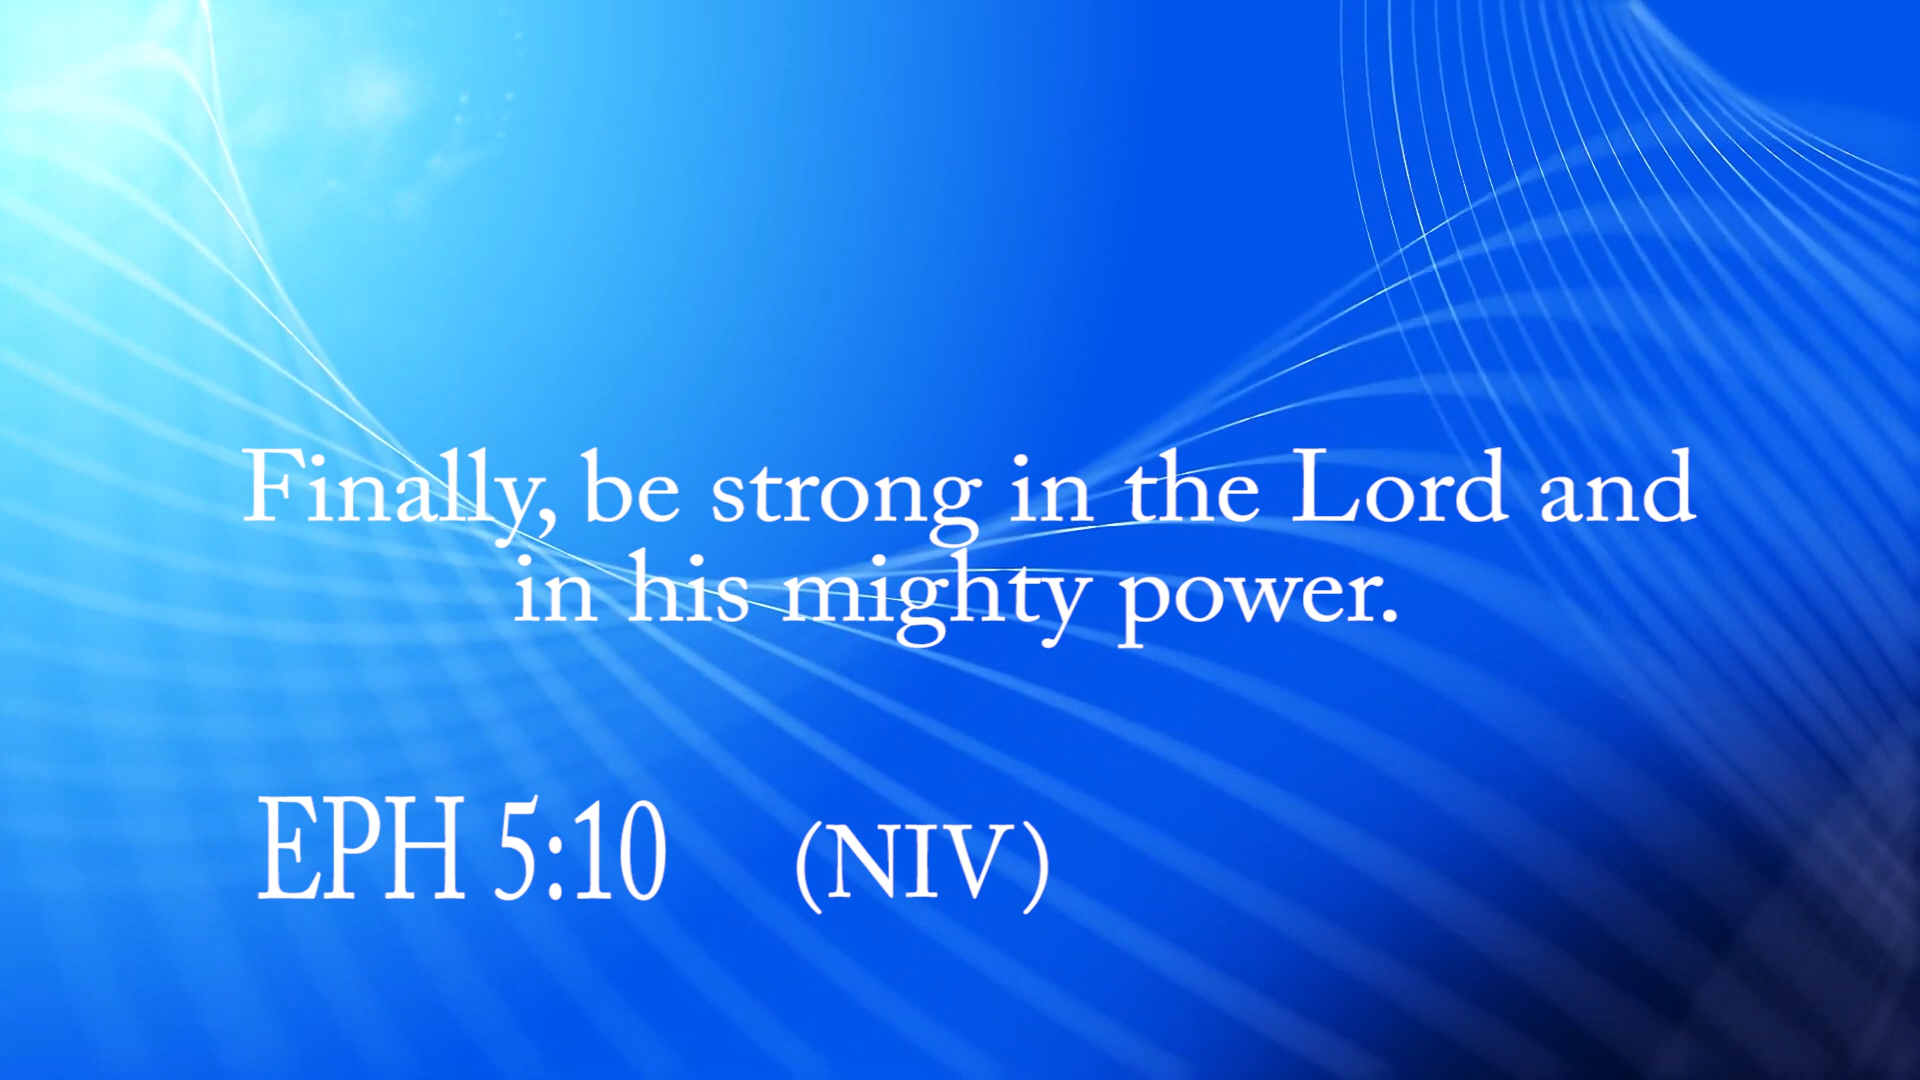 Finally, be strong in the Lord and
in his mighty power.
EPH 5:10 (NIV)